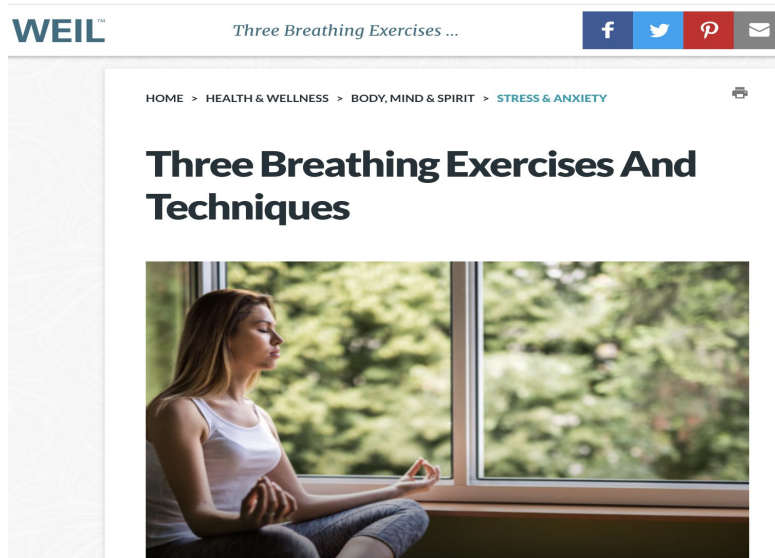 WEIL™
Three Breathing Exercises ...
HOME > HEALTH & WELLNESS > BODY, MIND & SPIRIT > STRESS & ANXIETY
Three Breathing Exercises And
Techniques